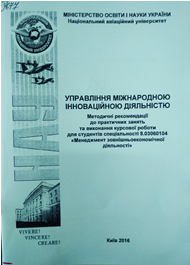 МІНІСТЕРСТВО ОСВІТИ І НАУКИ УКРАЇНИ
Національний авіаційний університет
НАУ
УПРАВЛІННЯ МІЖНАРОДНОЮ
ІННОВАЦІЙНОЮ ДІЯЛЬНІСТЮ
Методичні рекомендації
до практичних занять
та виконання курсової роботи
для студентів спеціальності 8.03060104
«Менеджмент зовнішньоекономічної
діяльності»
VIVERE!
VINCERE!
CREARE!
Київ 2016